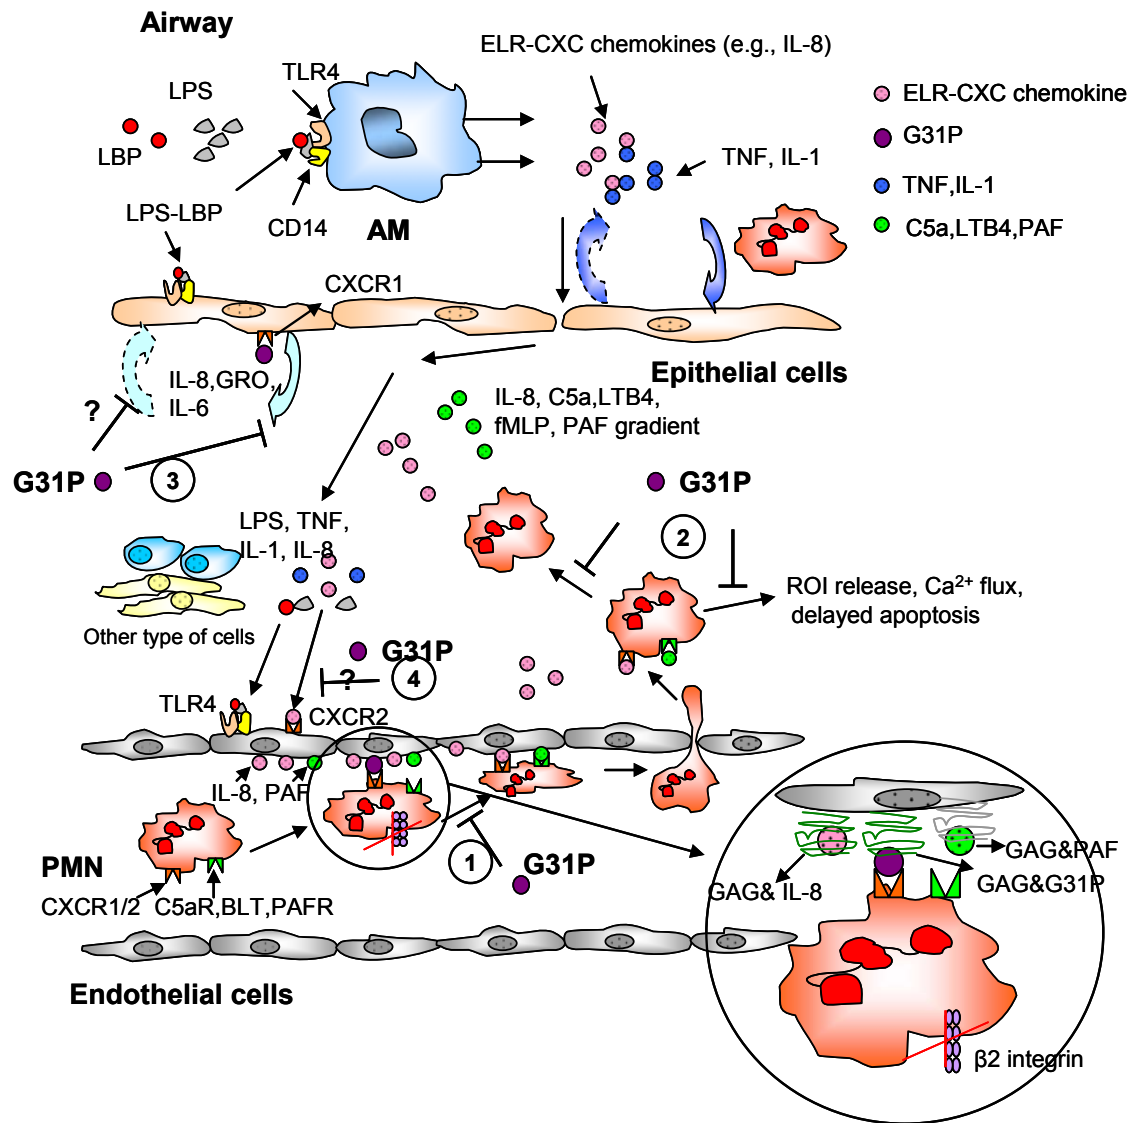 Airway
ELR-CXC chemokines (e.g., IL-8)
TLR4
LPS
ELR-CXC chemokine
G31P
LBP
TNF, IL-1
TNF,IL-1
LPS-LBP
CD14
AM
C5a,LTB4,PAF
CXCR1
Epithelial cells
IL-8,GRO,
IL-6
?
IL-8, C5a,LTB4,
fMLP, PAF gradient
G31P
3
G31P
2
LPS, TNF,
IL-1, IL-8
ROI release, Ca²⁺ flux,
delayed apoptosis
Other type of cells
G31P
?
4
TLR4
CXCR2
IL-8, PAF
PMN
1
G31P
CXCR1/2
C5aR,BLT,PAFR
GAG&PAF
GAG& IL-8
GAG&G31P
Endothelial cells
β2 integrin